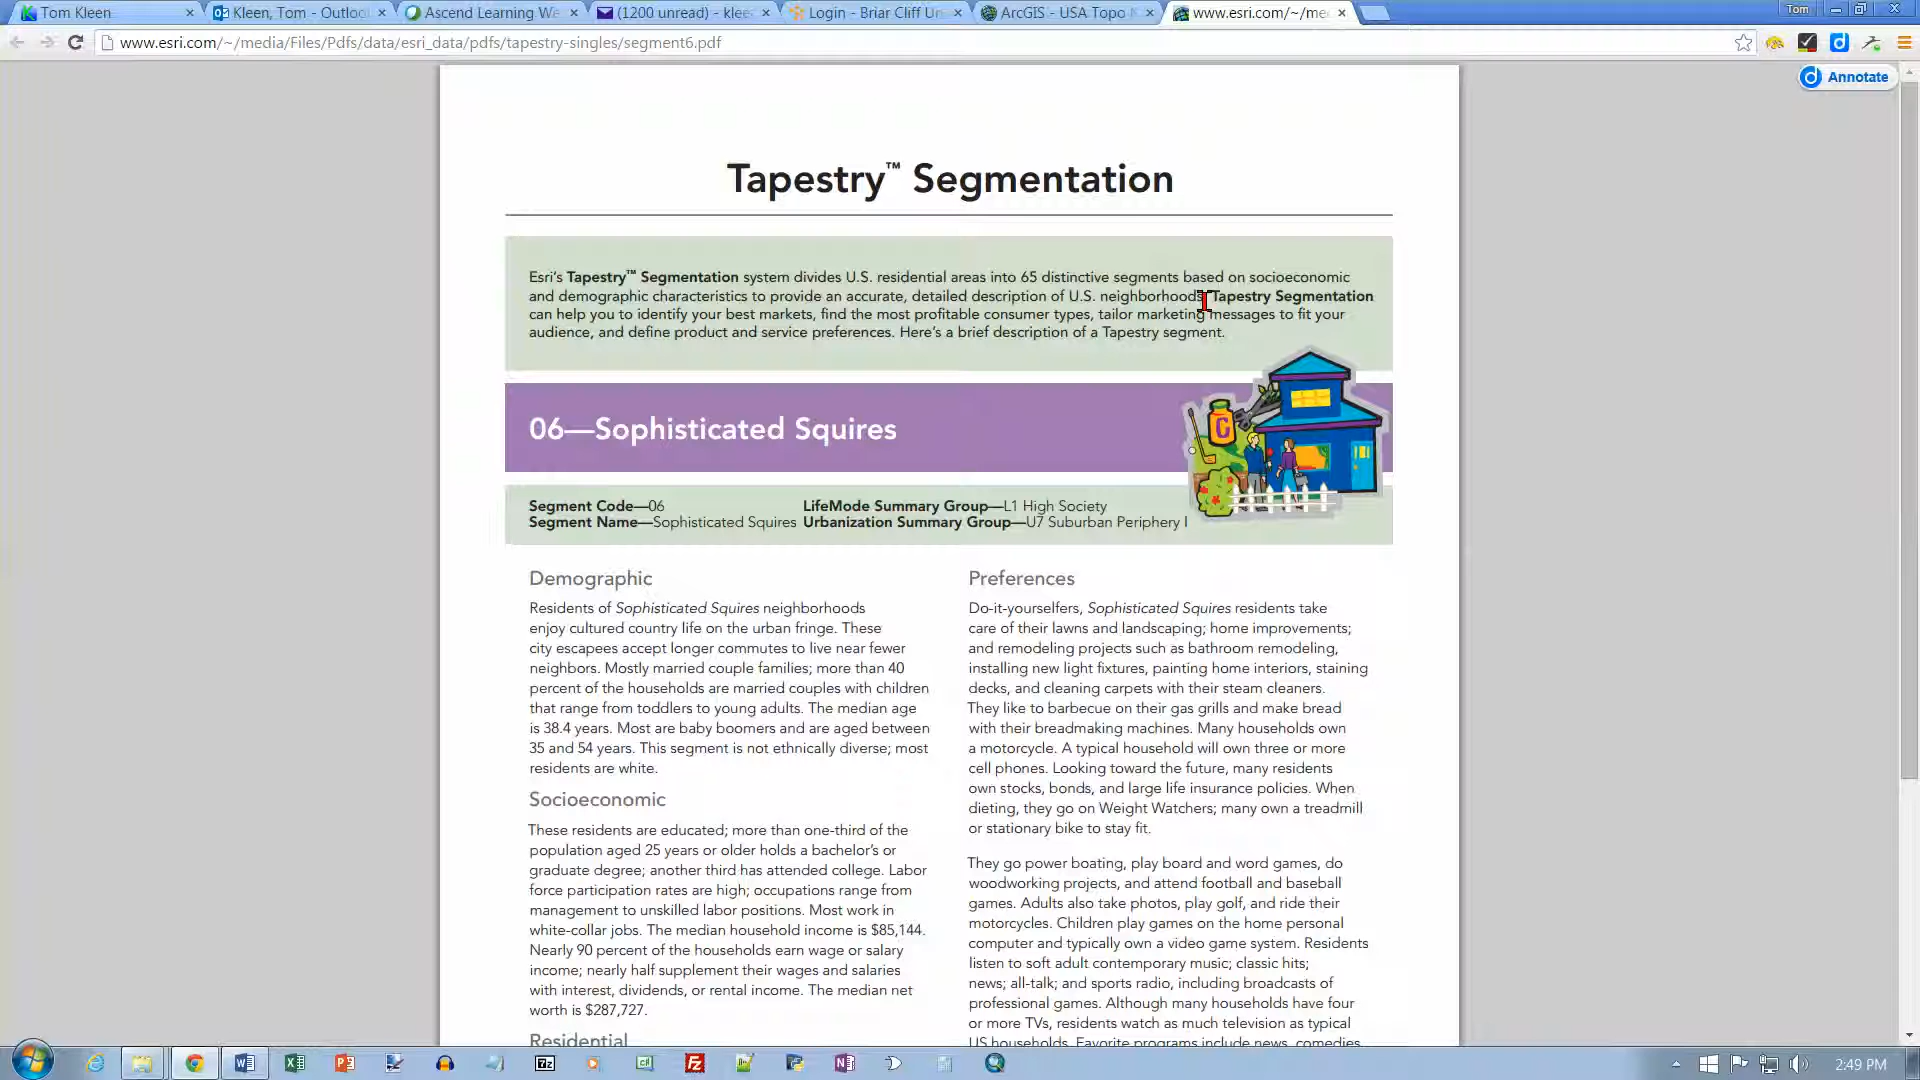 Tom Kleen
Kleen, Tom - Outloo
Ascend Learning We
(1200 unread) - klee
Login - Briar Cliff Un
ArcGIS - USA Topo
www.esri.com/~/me
Tom
www.esri.com/~/media/Files/Pdfs/data/esri_data/pdfs/tapestry-singles/segment6.pdf
Annotate
Tapestry™ Segmentation
Esri's Tapestry™ Segmentation system divides U.S. residential areas into 65 distinctive segments based on socioeconomic
and demographic characteristics to provide an accurate, detailed description of U.S. neighborhoods. Tapestry Segmentation
can help you to identify your best markets, find the most profitable consumer types, tailor marketing messages to fit your
audience, and define product and service preferences. Here's a brief description of a Tapestry segment.
06—Sophisticated Squires
C
Segment Code—06
Segment Name—Sophisticated Squires
LifeMode Summary Group—L1 High Society
Urbanization Summary Group—U7 Suburban Periphery I
Demographic
Residents of Sophisticated Squires neighborhoods
enjoy cultured country life on the urban fringe. These
city escapees accept longer commutes to live near fewer
neighbors. Mostly married couple families; more than 40
percent of the households are married couples with children
that range from toddlers to young adults. The median age
is 38.4 years. Most are baby boomers and are aged between
35 and 54 years. This segment is not ethnically diverse; most
residents are white.
Socioeconomic
These residents are educated; more than one-third of the
population aged 25 years or older holds a bachelor's or
graduate degree; another third has attended college. Labor
force participation rates are high; occupations range from
management to unskilled labor positions. Most work in
white-collar jobs. The median household income is $85,144.
Nearly 90 percent of the households earn wage or salary
income; nearly half supplement their wages and salaries
with interest, dividends, or rental income. The median net
worth is $287,727.
Residential
Preferences
Do-it-yourselfers, Sophisticated Squires residents take
care of their lawns and landscaping; home improvements;
and remodeling projects such as bathroom remodeling,
installing new light fixtures, painting home interiors, staining
decks, and cleaning carpets with their steam cleaners.
They like to barbecue on their gas grills and make bread
with their breadmaking machines. Many households own
a motorcycle. A typical household will own three or more
cell phones. Looking toward the future, many residents
own stocks, bonds, and large life insurance policies. When
dieting, they go on Weight Watchers; many own a treadmill
or stationary bike to stay fit.
They go power boating, play board and word games, do
woodworking projects, and attend football and baseball
games. Adults also take photos, play golf, and ride their
motorcycles. Children play games on the home personal
computer and typically own a video game system. Residents
listen to soft adult contemporary music; classic hits;
news; all-talk; and sports radio, including broadcasts of
professional games. Although many households have four
or more TVs, residents watch as much television as typical
US households. Favorite programs include news, comedies,
2:49 PM